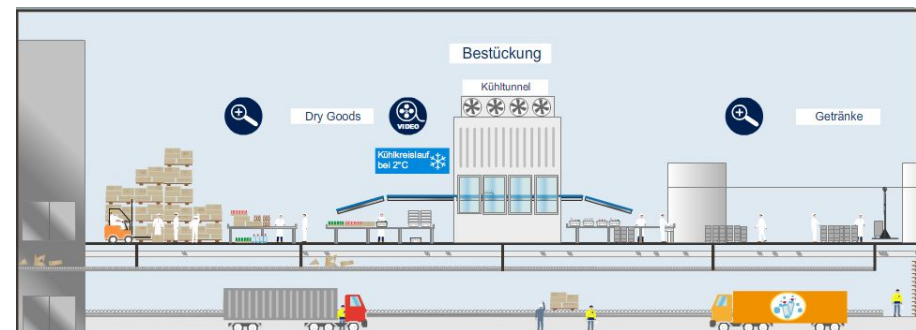 Bestückung
Kühltunnel
Dry Goods
VIDEO
Getränke
Kühlkreislauf
bei 2°C